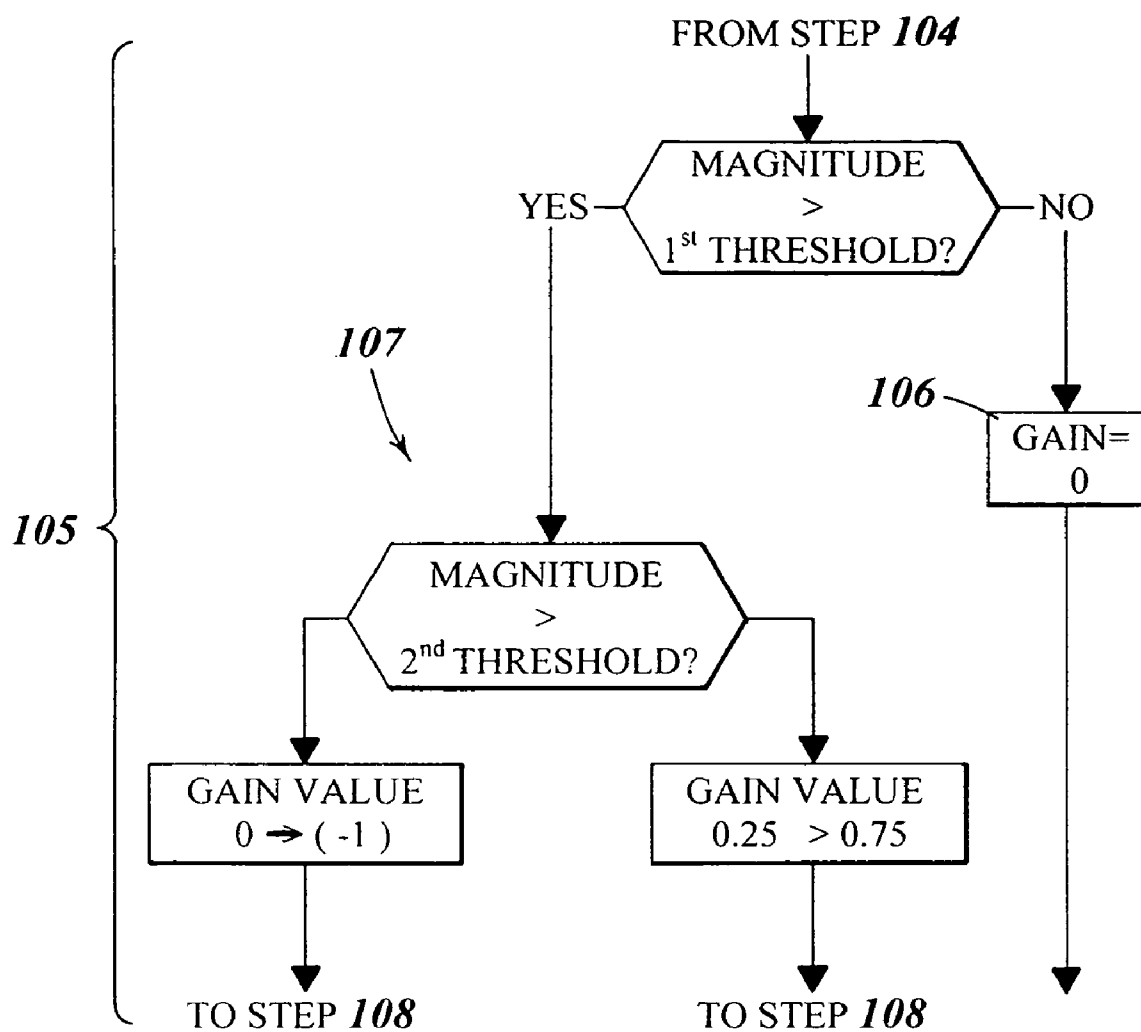 FROM STEP 104
MAGNITUDE
>
1st THRESHOLD?
YES
NO
107
106
GAIN=
0
105
MAGNITUDE
>
2nd THRESHOLD?
GAIN VALUE
0 → ( -1 )
GAIN VALUE
0.25 > 0.75
TO STEP 108
TO STEP 108